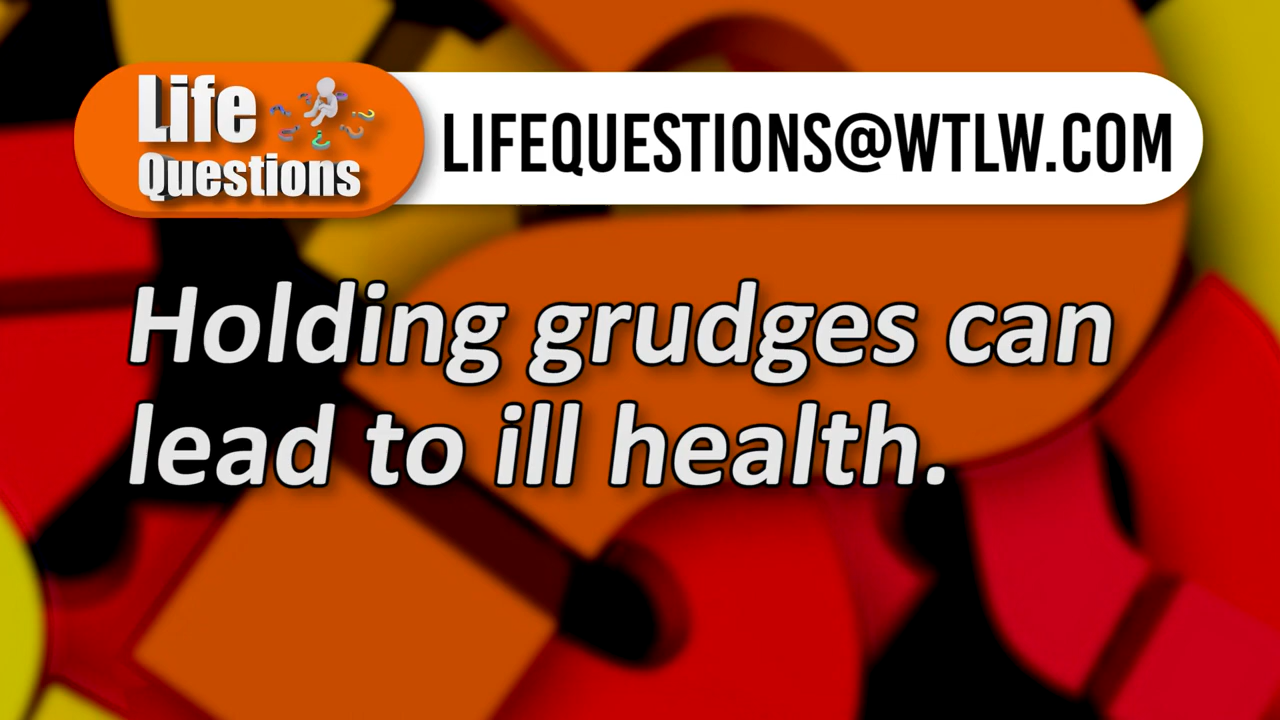 Life
Questions
LIFEQUESTIONS@WTLW.COM
Holding grudges can
lead to ill health.